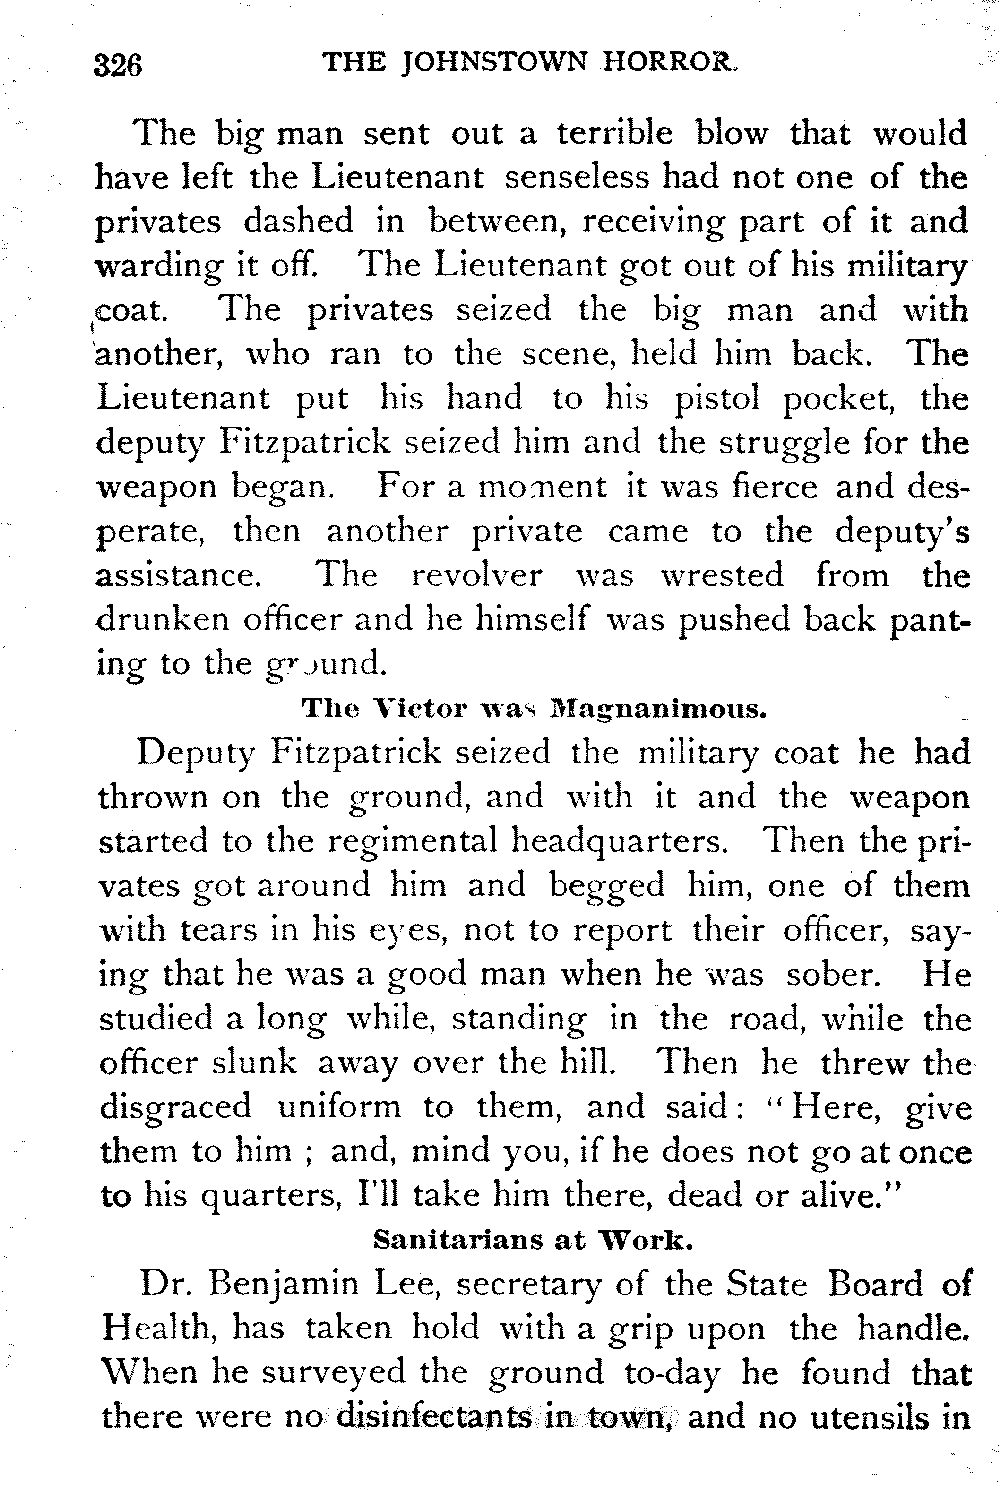 326 THE JOHNSTOWN HORROR.
The big man sent out a terrible blow that would
have left the Lieutenant senseless had not one of the
privates dashed in between, receiving part of it and
warding it off. The Lieutenant got out of his military
coat. The privates seized the big man and with
another, who ran to the scene, held him back. The
Lieutenant put his hand to his pistol pocket, the
deputy Fitzpatrick seized him and the struggle for the
weapon began. For a moment it was fierce and des-
perate, then another private came to the deputy's
assistance. The revolver was wrested from the
drunken officer and he himself was pushed back pant-
ing to the ground.
The Victor was Magnanimous.
Deputy Fitzpatrick seized the military coat he had
thrown on the ground, and with it and the weapon
started to the regimental headquarters. Then the pri-
vates got around him and begged him, one of them
with tears in his eyes, not to report their officer, say-
ing that he was a good man when he was sober. He
studied a long while, standing in the road, while the
officer slunk away over the hill. Then he threw the
disgraced uniform to them, and said: "Here, give
them to him ; and, mind you, if he does not go at once
to his quarters, I'll take him there, dead or alive."
Sanitarians at Work.
Dr. Benjamin Lee, secretary of the State Board of
Health, has taken hold with a grip upon the handle.
When he surveyed the ground to-day he found that
there were no disinfectants in town, and no utensils in